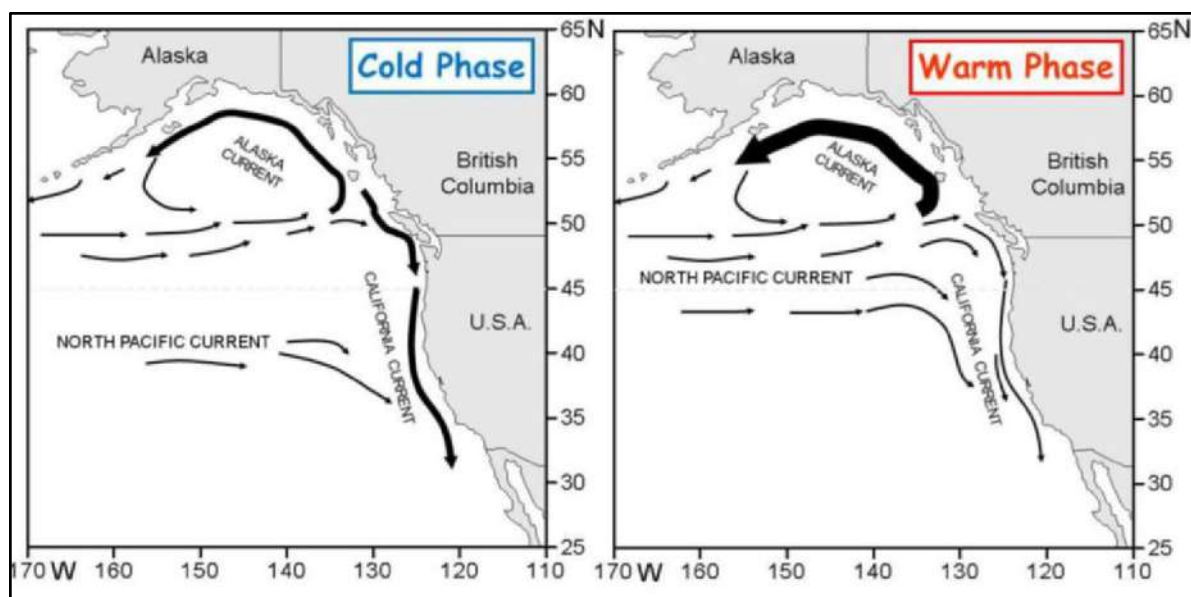 Alaska
Cold Phase
ALASKA
CURRENT
British
Columbia
NORTH PACIFIC CURRENT
CALIFORNIA CURRENT
U.S.A.
65 N
60
55
50
45
40
35
30
25
170 W 160 150 140 130 120 110
Alaska
Warm Phase
ALASKA
CURRENT
British
Columbia
NORTH PACIFIC CURRENT
CALIFORNIA
CURRENT
U.S.A.
65 N
60
55
50
45
40
35
30
25
170 W 160 150 140 130 120 110